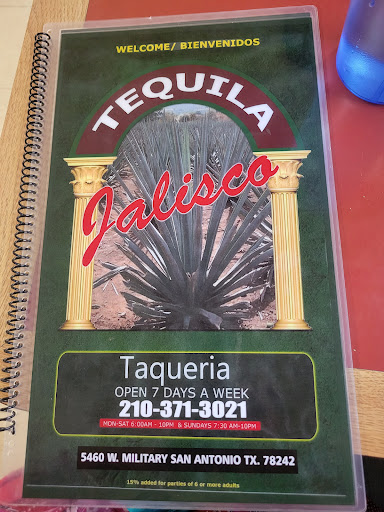 WELCOME/ BIENVENIDOS
TEQUILA
Jalisco
Taqueria
OPEN 7 DAYS A WEEK
210-371-3021
MON-SAT 6:00AM - 10PM & SUNDAYS 7:30 AM-10PM
5460 W. MILITARY SAN ANTONIO TX. 78242
15% added for parties of 6 or more adults